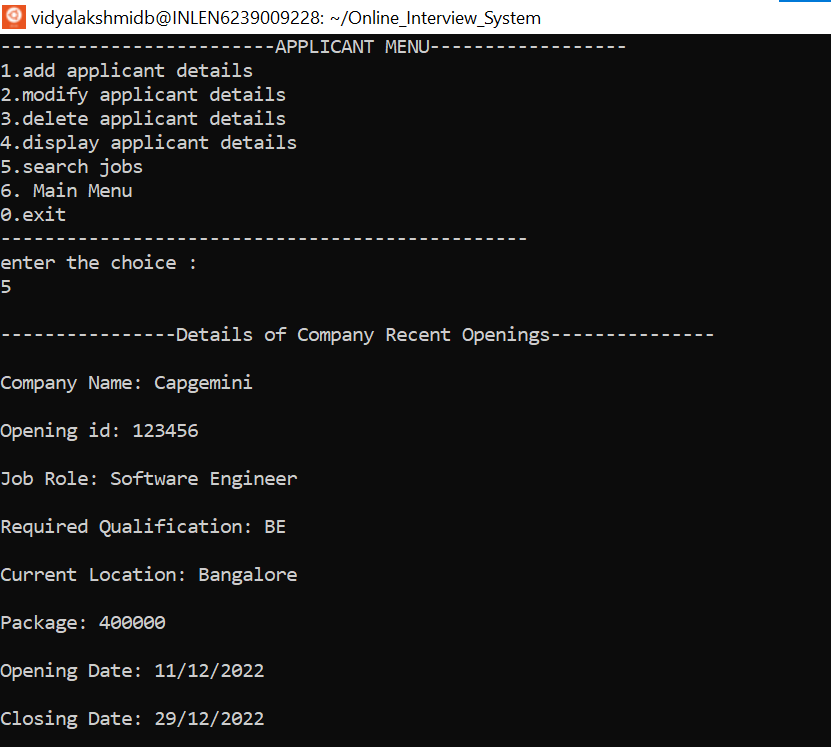 vidyalakshmidb@INLEN6239009228: ~/Online_Interview_System
-------------------------APPLICANT MENU------------------
1.add applicant details
2.modify applicant details
3.delete applicant details
4.display applicant details
5.search jobs
6. Main Menu
0.exit
------------------------------------------------
enter the choice :
5
----------------Details of Company Recent Openings---------------
Company Name: Capgemini
Opening id: 123456
Job Role: Software Engineer
Required Qualification: BE
Current Location: Bangalore
Package: 400000
Opening Date: 11/12/2022
Closing Date: 29/12/2022